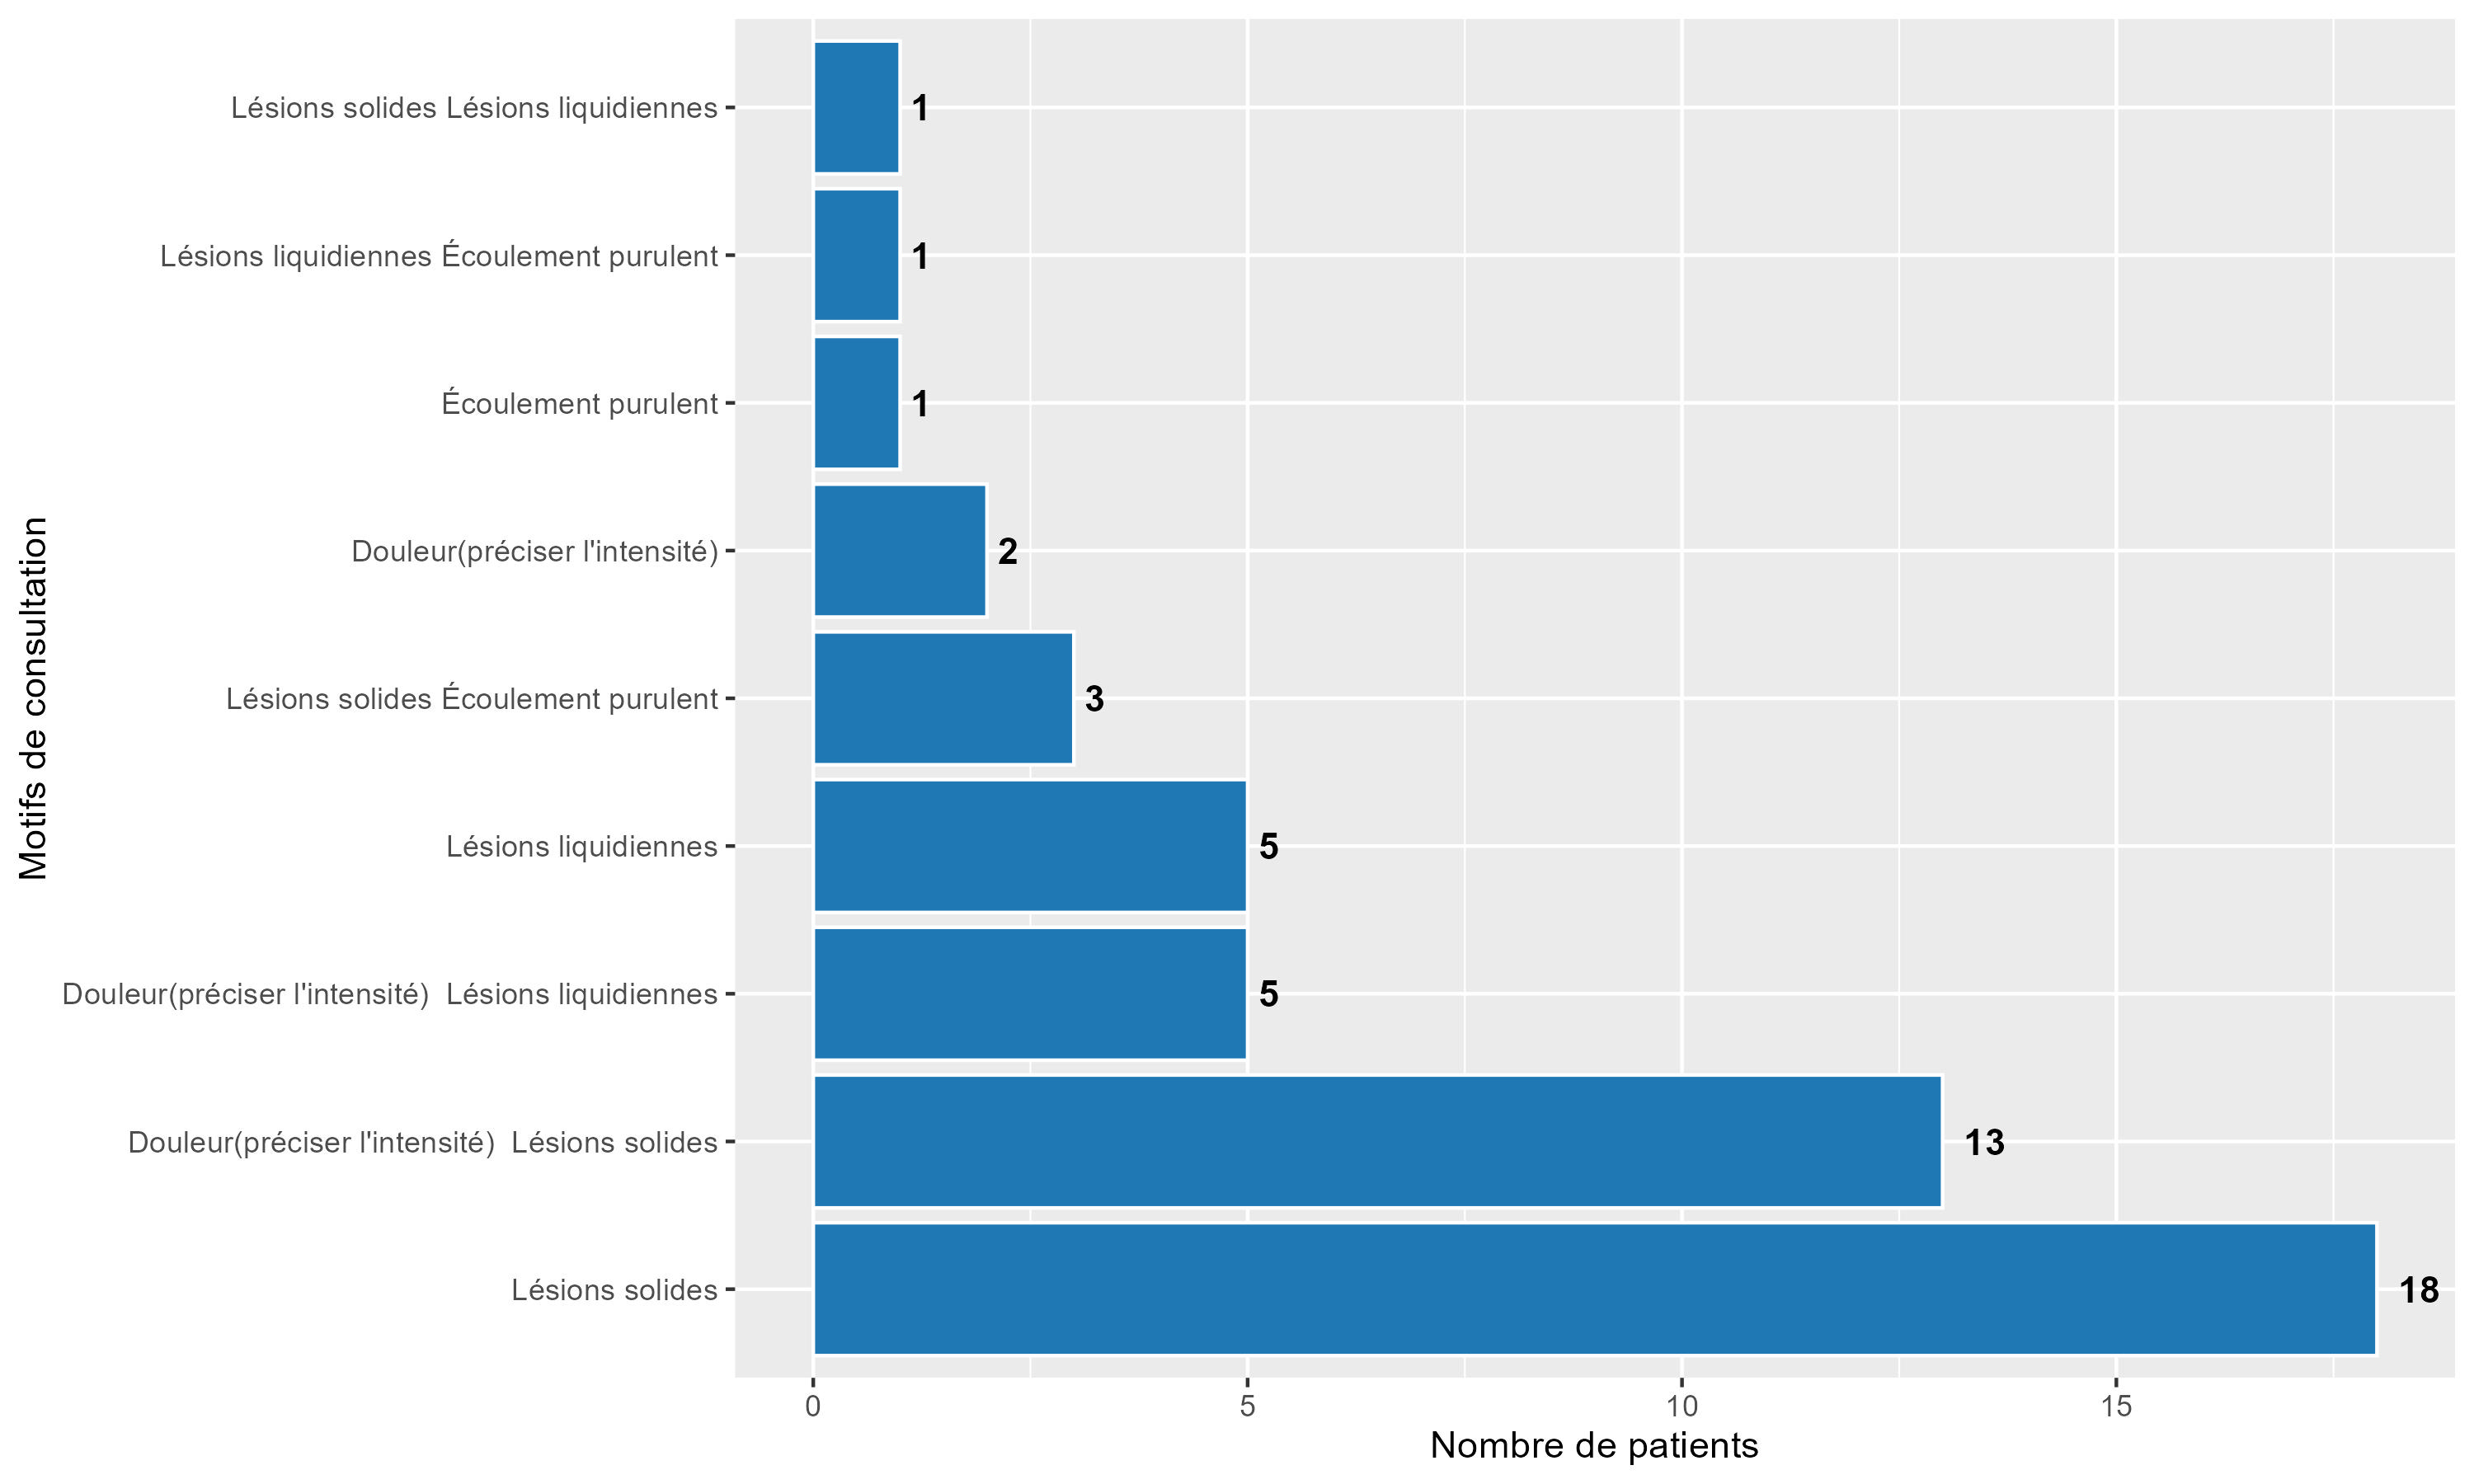 Lésions solides Lésions liquidiennes
1
Lésions liquidiennes Écoulement purulent
1
Écoulement purulent
1
Douleur(préciser l'intensité)
2
Lésions solides Écoulement purulent
3
Lésions liquidiennes
5
Douleur(préciser l'intensité)  Lésions liquidiennes
5
Douleur(préciser l'intensité)  Lésions solides
13
Lésions solides
18
Motifs de consultation
0 5 10 15
Nombre de patients